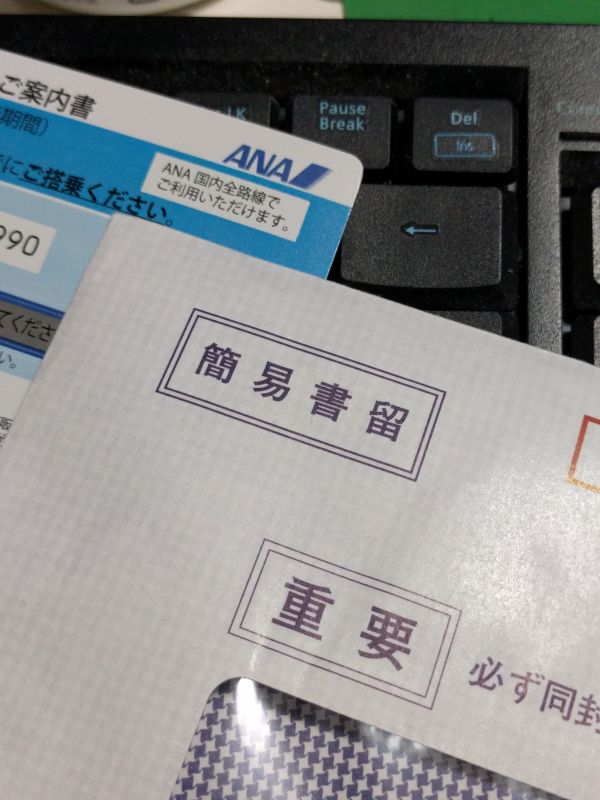 ご案内書
期間)
にご搭乗ください。
ANA
ANA 国内全路線で
ご利用いただけます。
990
てくださ
い。
Pause
Break
Del
Ins
←
簡易書留
重要
必ず同封